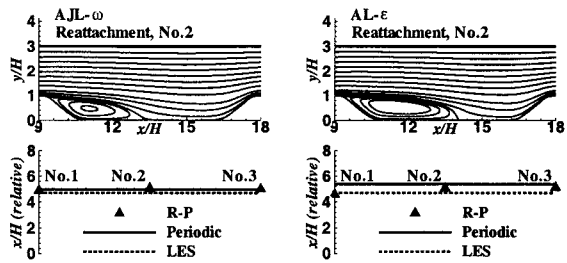 AJL-ω
Reattachment, No.2
y/H
4
3
2
1
0
9
12
x/H
15
18
AL-ε
Reattachment, No.2
y/H
4
3
2
1
0
9
12
x/H
15
18
x/H (relative)
8
6
4
2
0
No.1
No.2
No.3
R-P
Periodic
LES
x/H (relative)
8
6
4
2
0
No.1
No.2
No.3
R-P
Periodic
LES